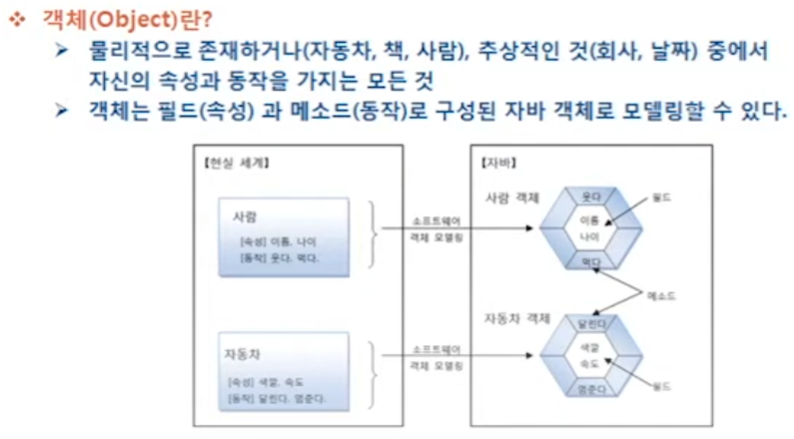 객체(Object)란?
물리적으로 존재하거나(자동차, 책, 사람), 추상적인 것(회사, 날짜) 중에서
자신의 속성과 동작을 가지는 모든 것
객체는 필드(속성) 과 메소드(동작)로 구성된 자바 객체로 모델링할 수 있다.
【현실 세계】
사람
[속성] 이름, 나이
[동작] 웃다. 먹다.
소프트웨어
객체 모델링
【자바】
사람 객체
웃다
이름
나이
먹다
필드
메소드
자동차
[속성] 색깔, 속도
[동작] 달린다. 멈춘다.
소프트웨어
객체 모델링
자동차 객체
달린다
색깔
속도
멈춘다
필드